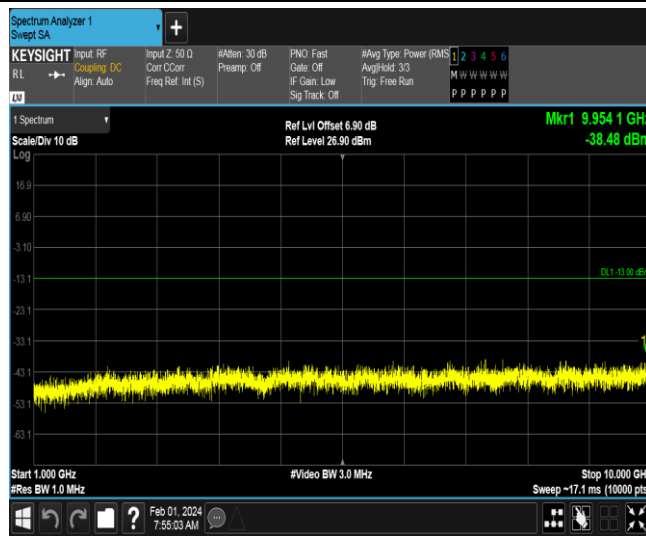 Spectrum Analyzer 1
Swept SA
+
KEYSIGHT Input: RF Input Z: 50 Ω #Atten: 30 dB PNO: Fast #Avg Type: Power (RMS 1 2 3 4 5 6
RL Coupling: DC Corr CCorr Preamp: Off Gate: Off Avg|Hold: 3/3 M W W W W W
Align: Auto Freq Ref: Int (S) IF Gain: Low Trig: Free Run
LXI Sig Track: Off P P P P P P
1 Spectrum Ref Lvl Offset 6.90 dB Mkr1 9.954 1 GHz
Scale/Div 10 dB Ref Level 26.90 dBm -38.48 dBm
Log
16.9
6.90
-3.10
-13.1 DL1 -13.00 dBm
-23.1
-33.1
1
-43.1
-53.1
-63.1
Start 1.000 GHz #Video BW 3.0 MHz Stop 10.000 GH
#Res BW 1.0 MHz Sweep ~17.1 ms (10000 pts
? Feb 01, 2024
7:55:03 AM